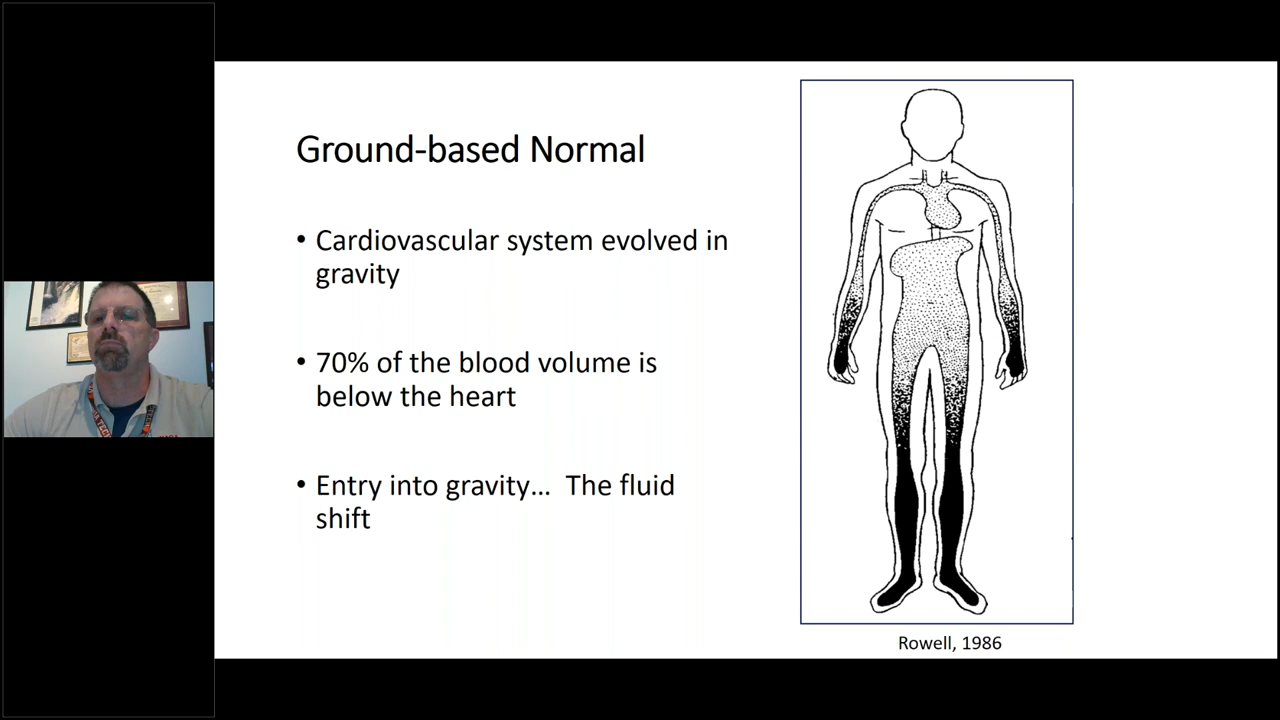 Ground-based Normal
• Cardiovascular system evolved in
gravity
• 70% of the blood volume is
below the heart
• Entry into gravity… The fluid
shift
Rowell, 1986